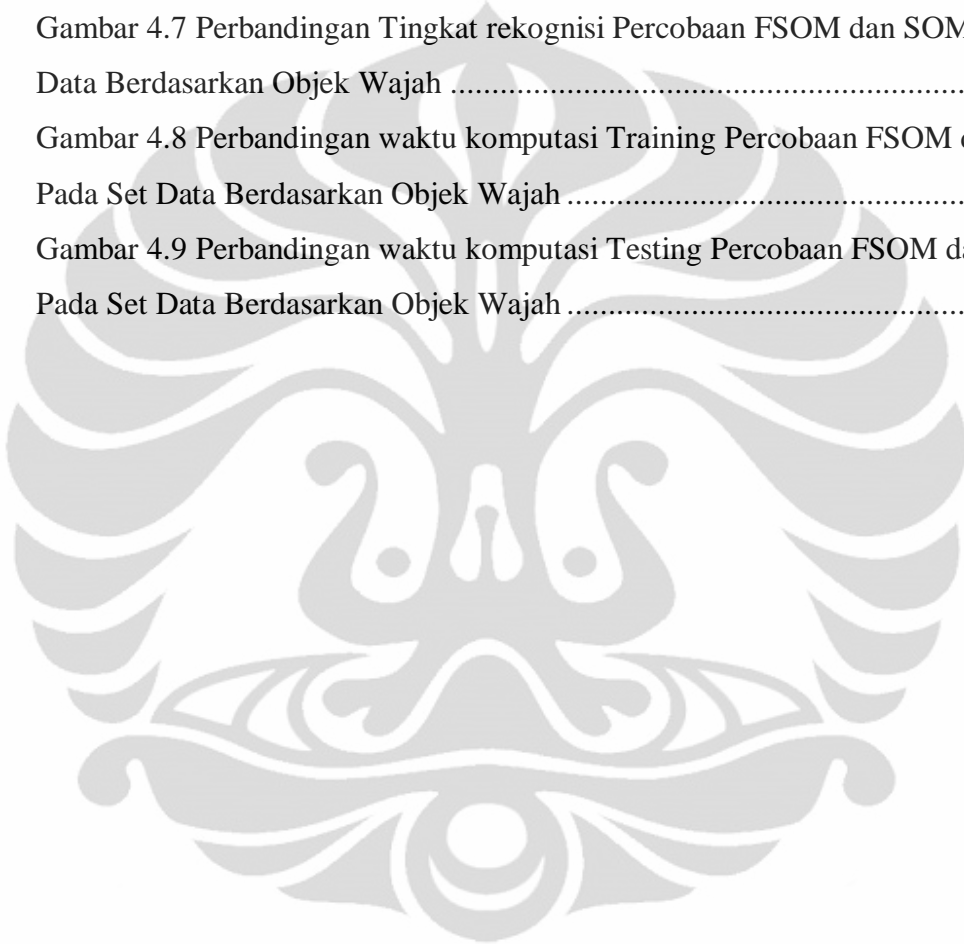 Gambar 4.7 Perbandingan Tingkat rekognisi Percobaan FSOM dan SOM
Data Berdasarkan Objek Wajah ..............................................................
Gambar 4.8 Perbandingan waktu komputasi Training Percobaan FSOM
Pada Set Data Berdasarkan Objek Wajah ................................................
Gambar 4.9 Perbandingan waktu komputasi Testing Percobaan FSOM
Pada Set Data Berdasarkan Objek Wajah ................................................